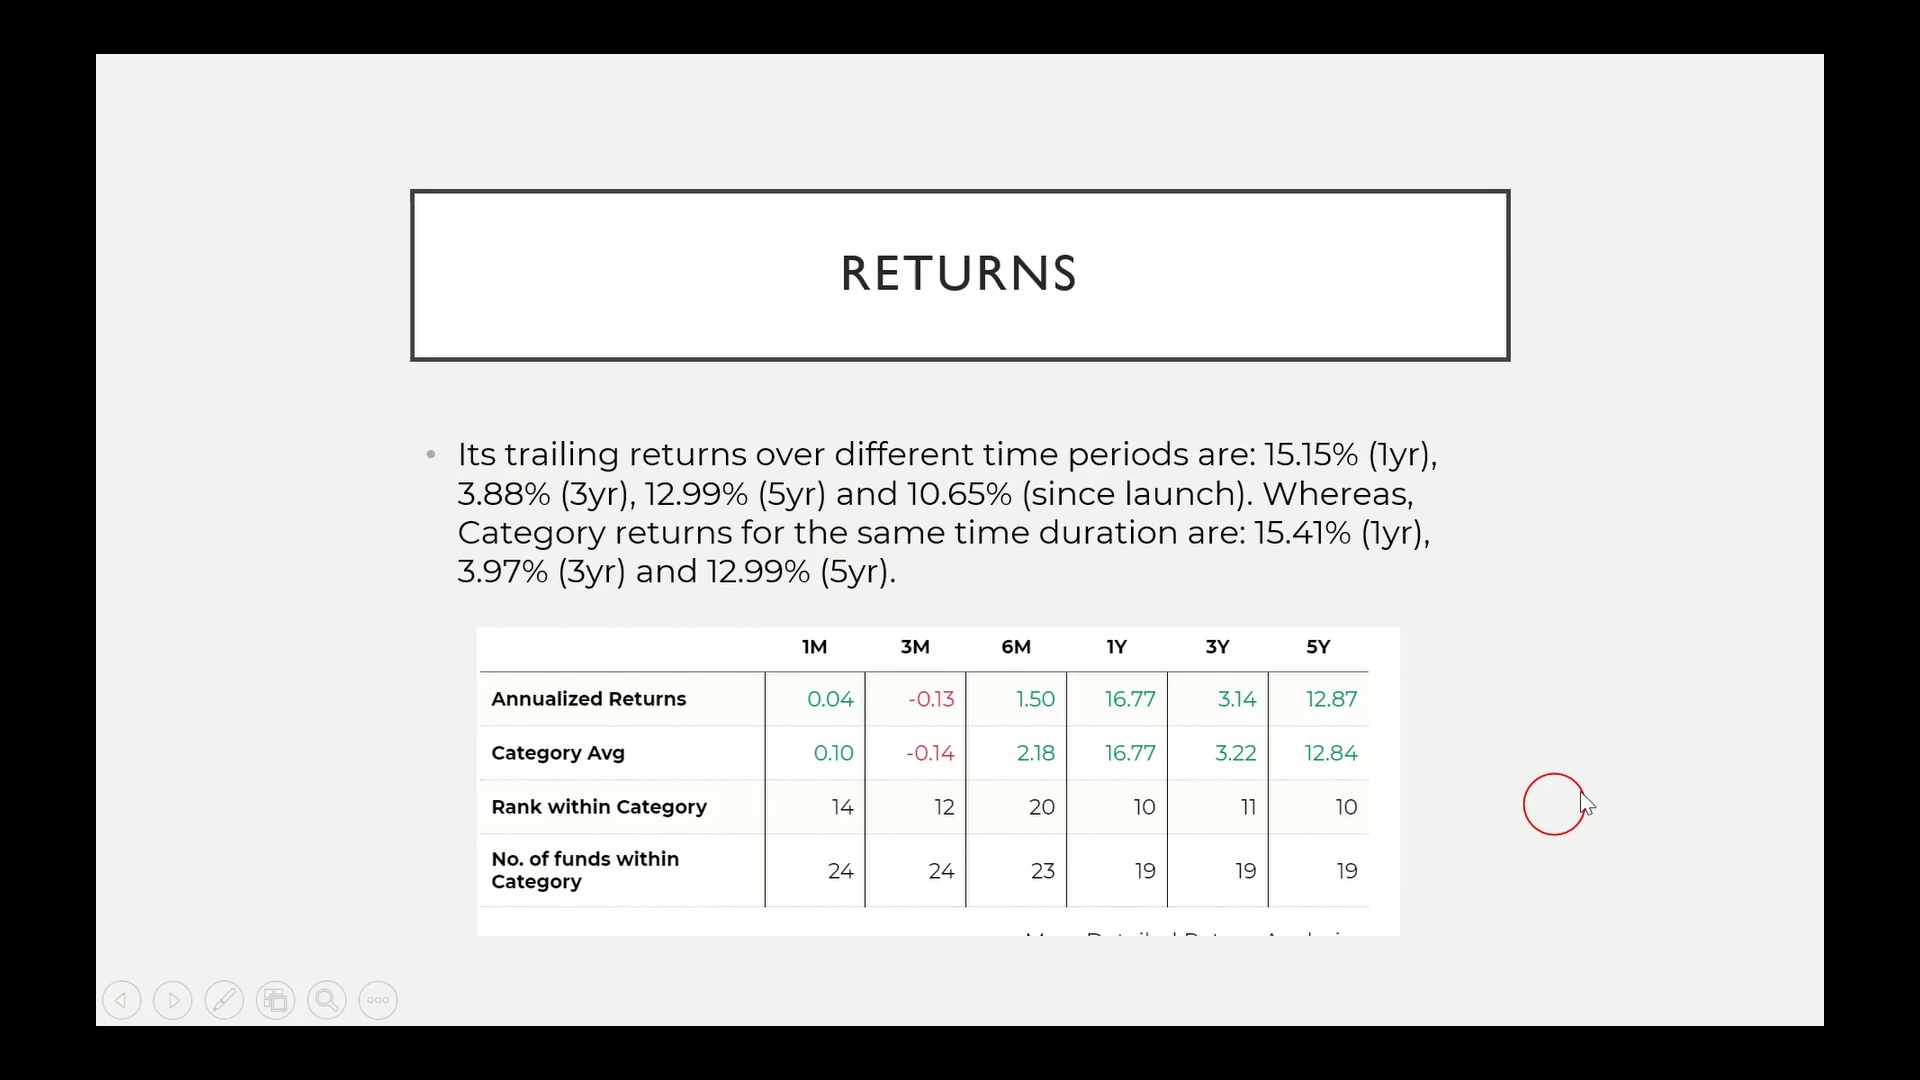 RETURNS
• Its trailing returns over different time periods are: 15.15% (1yr),
3.88% (3yr), 12.99% (5yr) and 10.65% (since launch). Whereas,
Category returns for the same time duration are: 15.41% (1yr),
3.97% (3yr) and 12.99% (5yr).
1M 3M 6M 1Y 3Y 5Y
Annualized Returns 0.04 -0.13 1.50 16.77 3.14 12.87
Category Avg 0.10 -0.14 2.18 16.77 3.22 12.84
Rank within Category 14 12 20 10 11 10
No. of funds within
Category 24 24 23 19 19 19